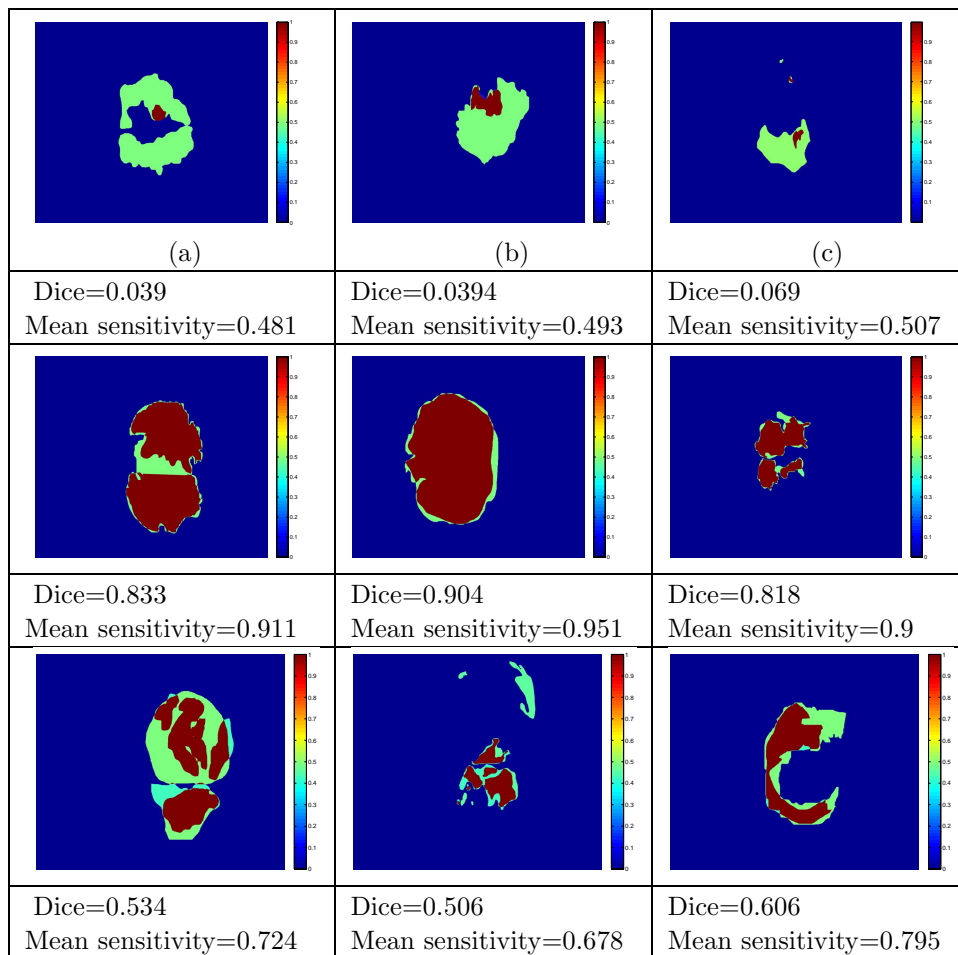 (a) (b) (c)
Dice=0.039 Dice=0.0394 Dice=0.069
Mean sensitivity=0.481 Mean sensitivity=0.493 Mean sensitivity=0.507
Dice=0.833 Dice=0.904 Dice=0.818
Mean sensitivity=0.911 Mean sensitivity=0.951 Mean sensitivity=0.9
Dice=0.534 Dice=0.506 Dice=0.606
Mean sensitivity=0.724 Mean sensitivity=0.678 Mean sensitivity=0.795